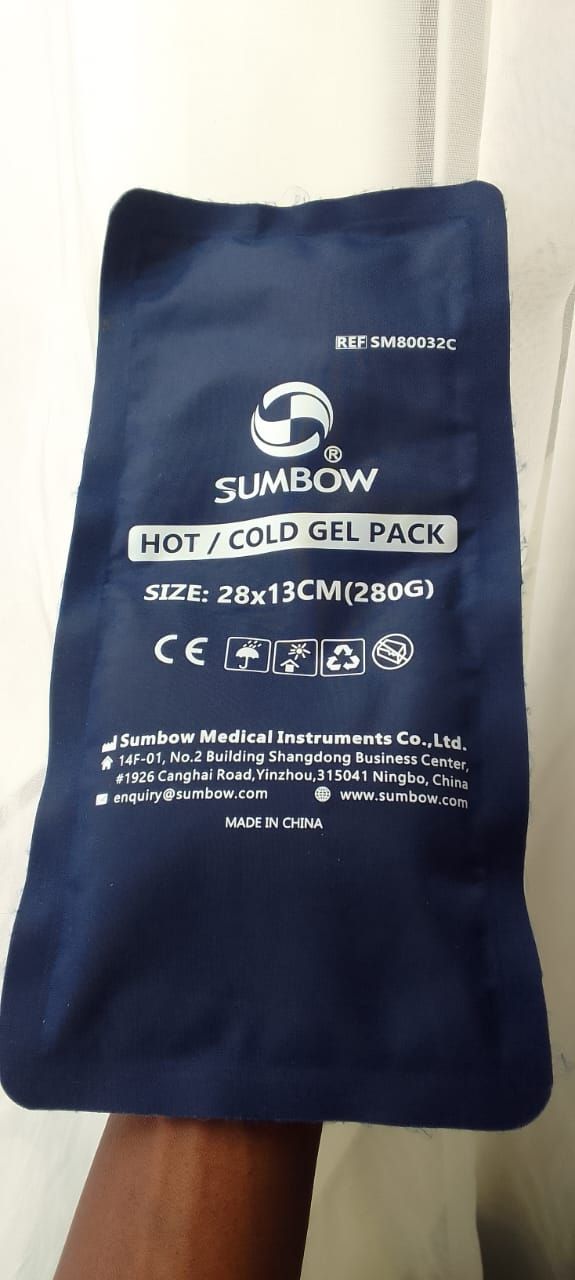 REF SM80032C
®
SUMBOW
HOT / COLD GEL PACK
SIZE: 28x13CM(280G)
CE
Sumbow Medical Instruments Co.,Ltd.
14F-01, No.2 Building Shangdong Business Center,
#1926 Canghai Road,Yinzhou,315041 Ningbo, China
enquiry@sumbow.com www.sumbow.com
MADE IN CHINA